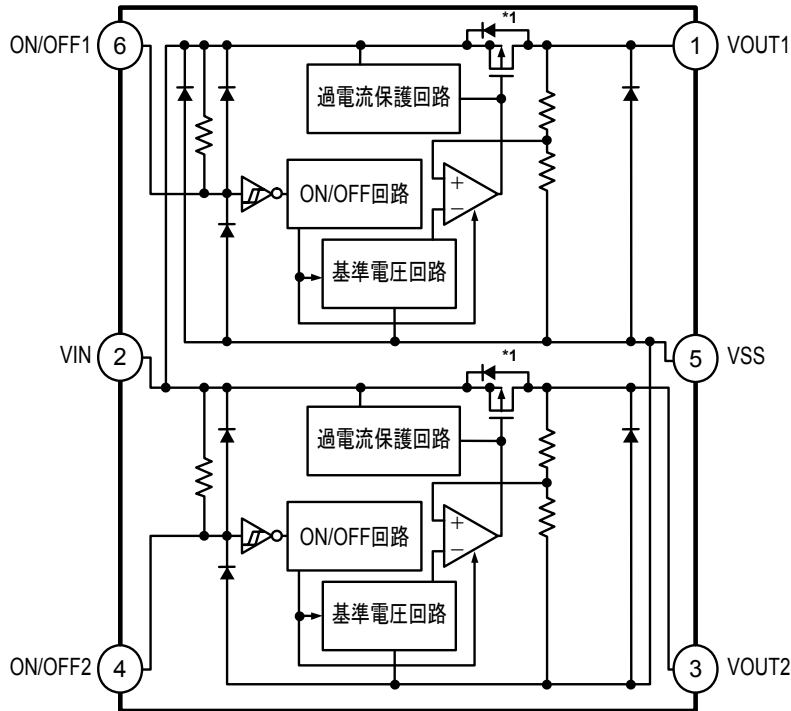 ON/OFF1
6
*1
1
VOUT1
過電流保護回路
+
−
ON/OFF回路
基準電圧回路
VIN
2
*1
5
VSS
過電流保護回路
+
−
ON/OFF回路
基準電圧回路
ON/OFF2
4
3
VOUT2